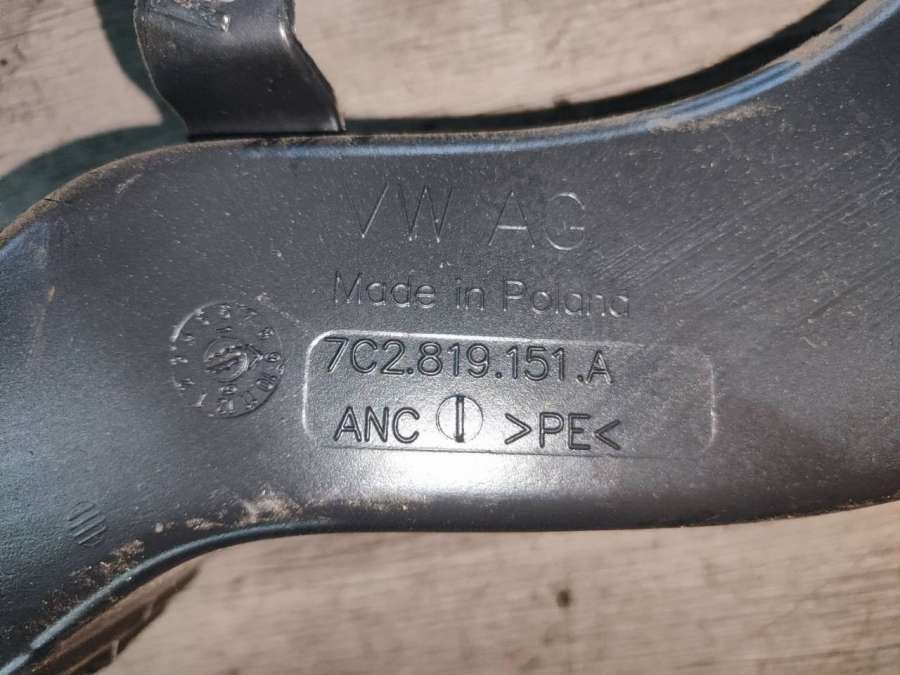 VW AG
Made in Poland
7C2.819.151.A
ANC >PE<